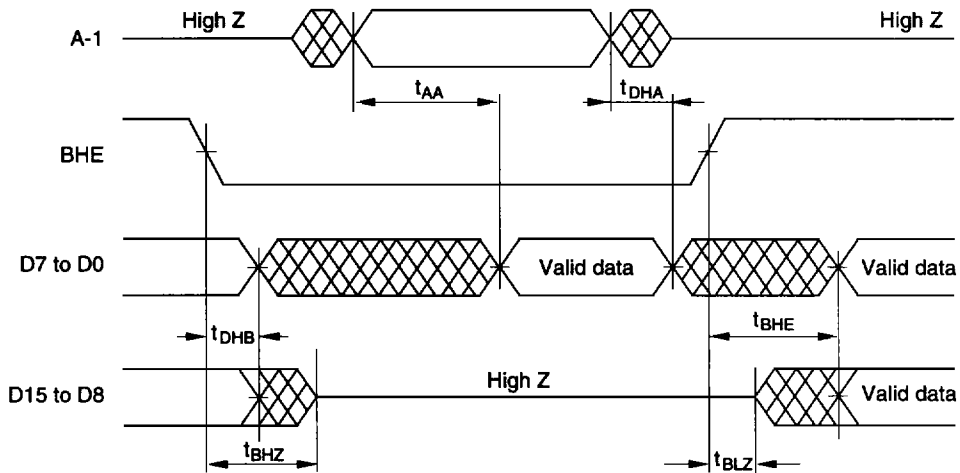 High Z
High Z
A-1
tAA
tDHA
BHE
D7 to D0
Valid data
Valid data
tDHB
tBHE
D15 to D8
High Z
Valid data
tBHZ
tBLZ